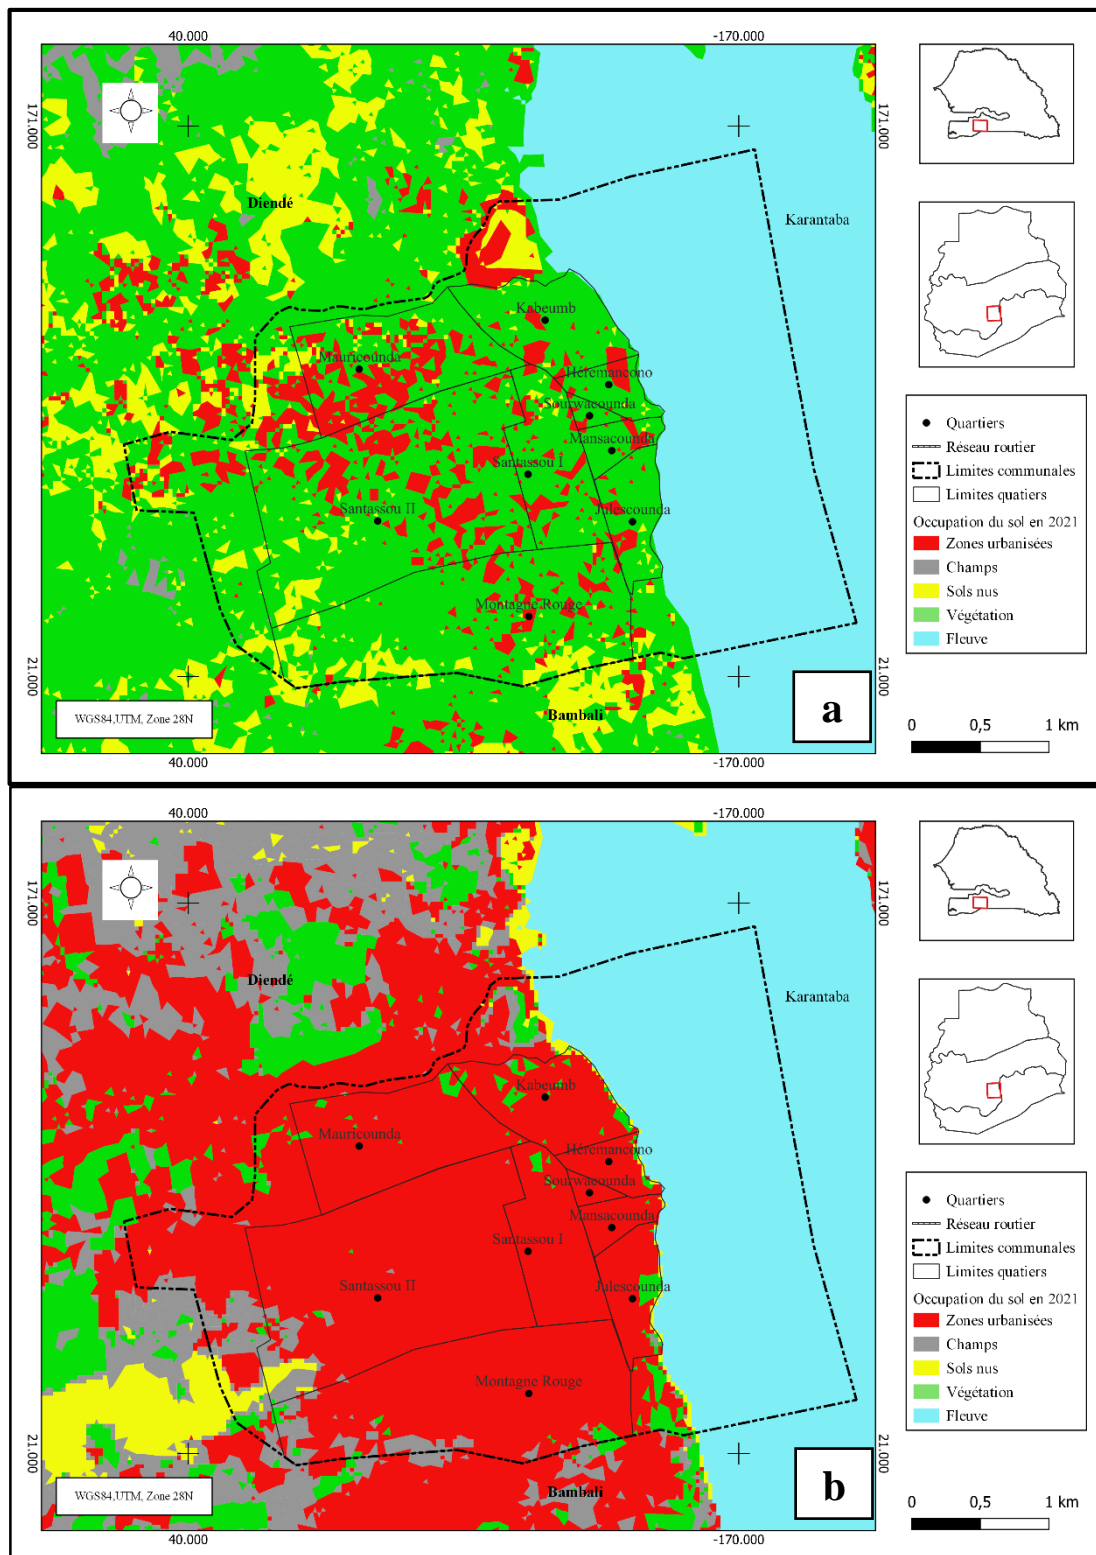 40.000
-170.000
171.000
171.000
Diendé
Karantaba
Kabeumb
Mauricounda
Héremancono
Sourwacounda
Mansacounda
Santassou I
Santassou II
Julescounda
Montagne Rouge
21.000
21.000
Bambali
WGS84,UTM, Zone 28N
a
40.000
-170.000
Quartiers
Réseau routier
Limites communales
Limites quatiers
Occupation du sol en 2021
Zones urbanisées
Champs
Sols nus
Végétation
Fleuve
0
0,5
1 km
40.000
-170.000
171.000
171.000
Diendé
Karantaba
Kabeumb
Mauricounda
Héremancono
Sourwacounda
Mansacounda
Santassou I
Santassou II
Julescounda
Montagne Rouge
21.000
21.000
Bambali
WGS84,UTM, Zone 28N
b
40.000
-170.000
Quartiers
Réseau routier
Limites communales
Limites quatiers
Occupation du sol en 2021
Zones urbanisées
Champs
Sols nus
Végétation
Fleuve
0
0,5
1 km